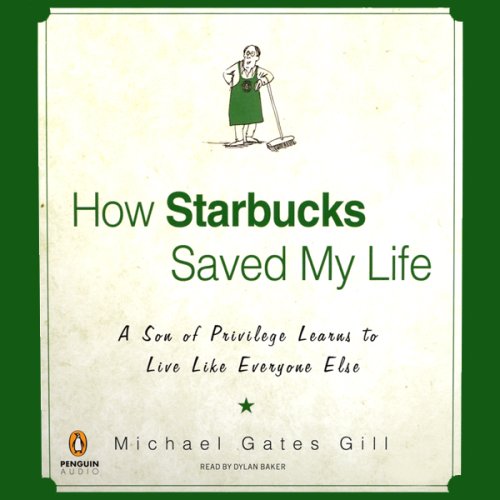 How Starbucks
Saved My Life
A Son of Privilege Learns to
Live Like Everyone Else
Michael Gates Gill
READ BY DYLAN BAKER
PENGUIN
AUDIO